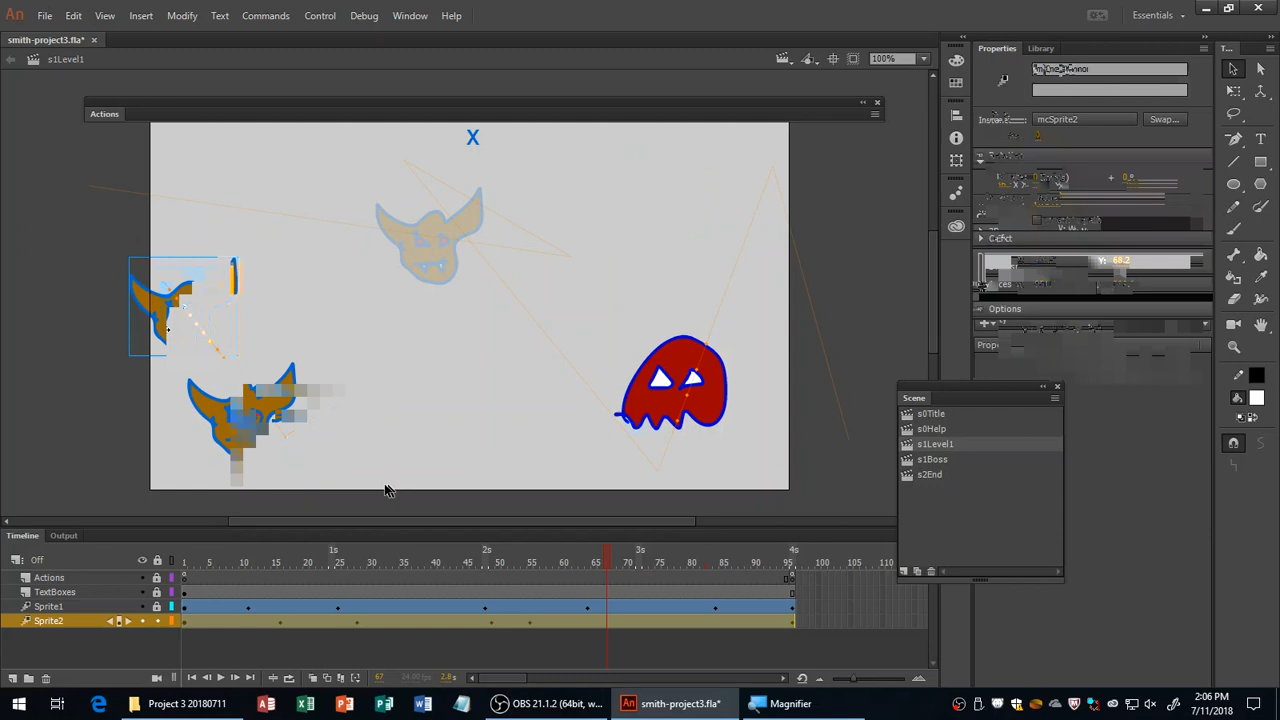 An File Edit View Insert Modify Text Commands Control Debug Window Help Essentials
smith-project3.fla* ×
s1Level1 100%
Properties Library
Actions
X
mcSprite2 Swap...
Y: 68.2
Options
Scene
s0Title
s0Help
s1Level1
s1Boss
s2End
Timeline Output
Off 1s 2s 3s 4s
5 10 15 20 25 30 35 40 45 50 55 60 65 70 75 80 85 90 95 100 105 110
Actions
TextBoxes
Sprite1
Sprite2
67 24.00 fps 2.8s
Project 3 20180711
OBS 21.1.2 (64bit, w...
An smith-project3.fla*
Magnifier
2:06 PM
7/11/2018